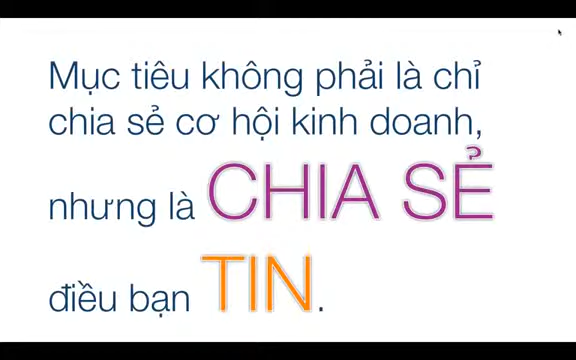 Mục tiêu không phải là chỉ
chia sẻ cơ hội kinh doanh,
nhưng là CHIA SẺ
điều bạn TIN.